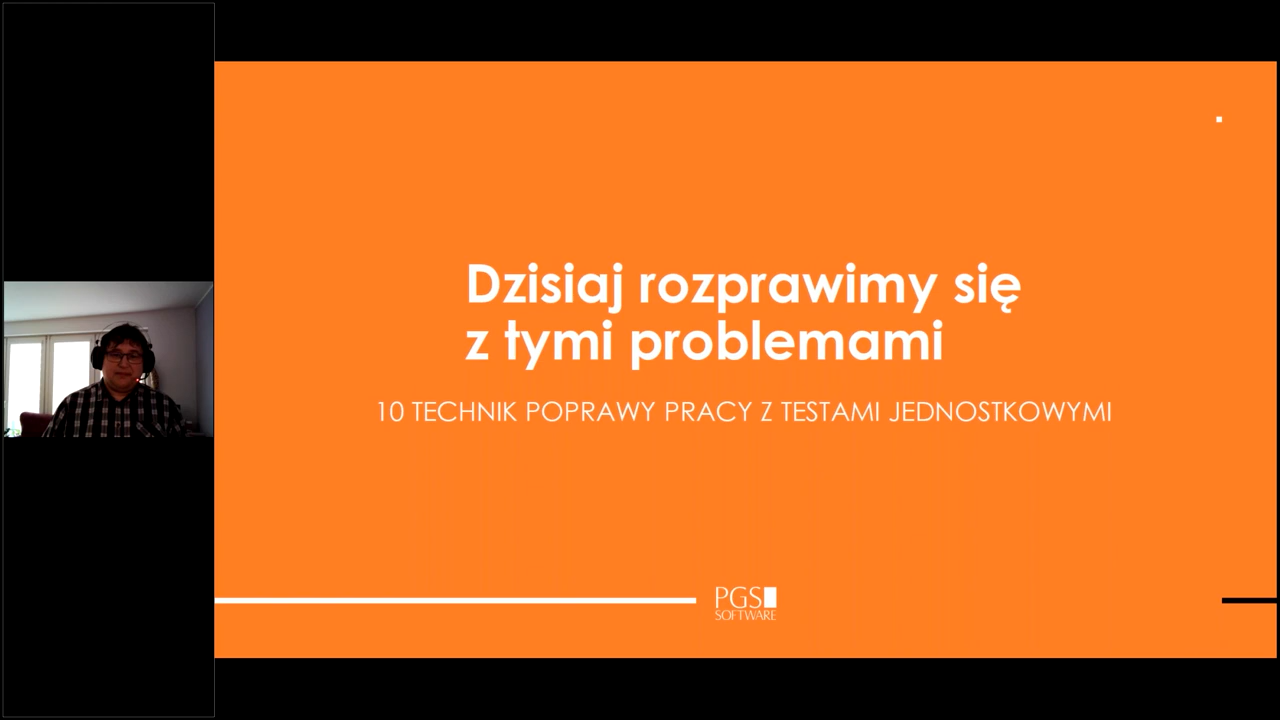 Dzisiaj rozprawimy się
z tymi problemami
10 TECHNIK POPRAWY PRACY Z TESTAMI JEDNOSTKOWYMI
PGS
SOFTWARE